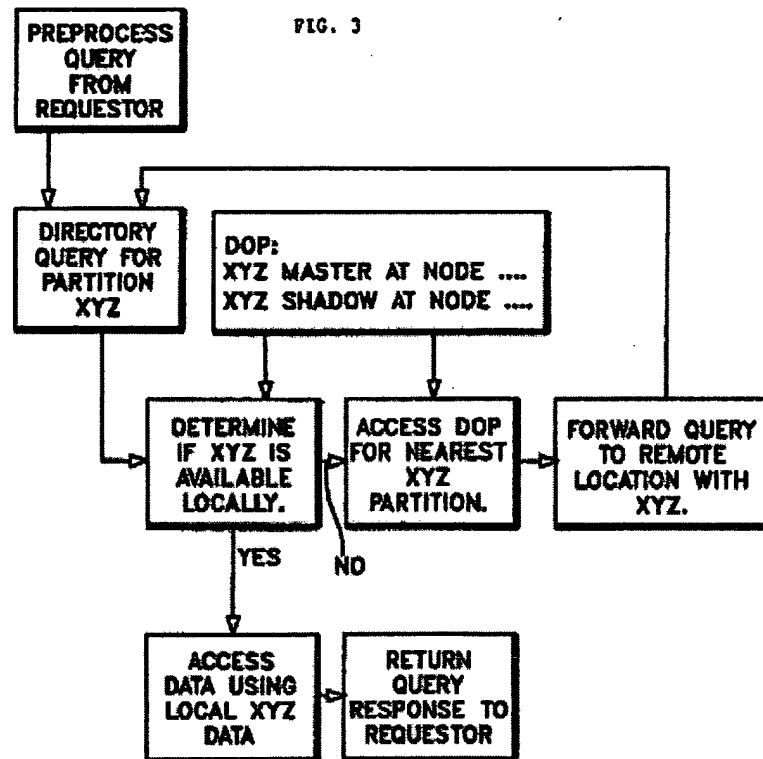 FIG. 3
PREPROCESS
QUERY
FROM
REQUESTOR
DIRECTORY
QUERY FOR
PARTITION
XYZ
DOP:
XYZ MASTER AT NODE ....
XYZ SHADOW AT NODE ....
DETERMINE
IF XYZ IS
AVAILABLE
LOCALLY.
ACCESS DOP
FOR NEAREST
XYZ
PARTITION.
FORWARD QUERY
TO REMOTE
LOCATION WITH
XYZ.
YES
NO
ACCESS
DATA USING
LOCAL XYZ
DATA
RETURN
QUERY
RESPONSE TO
REQUESTOR